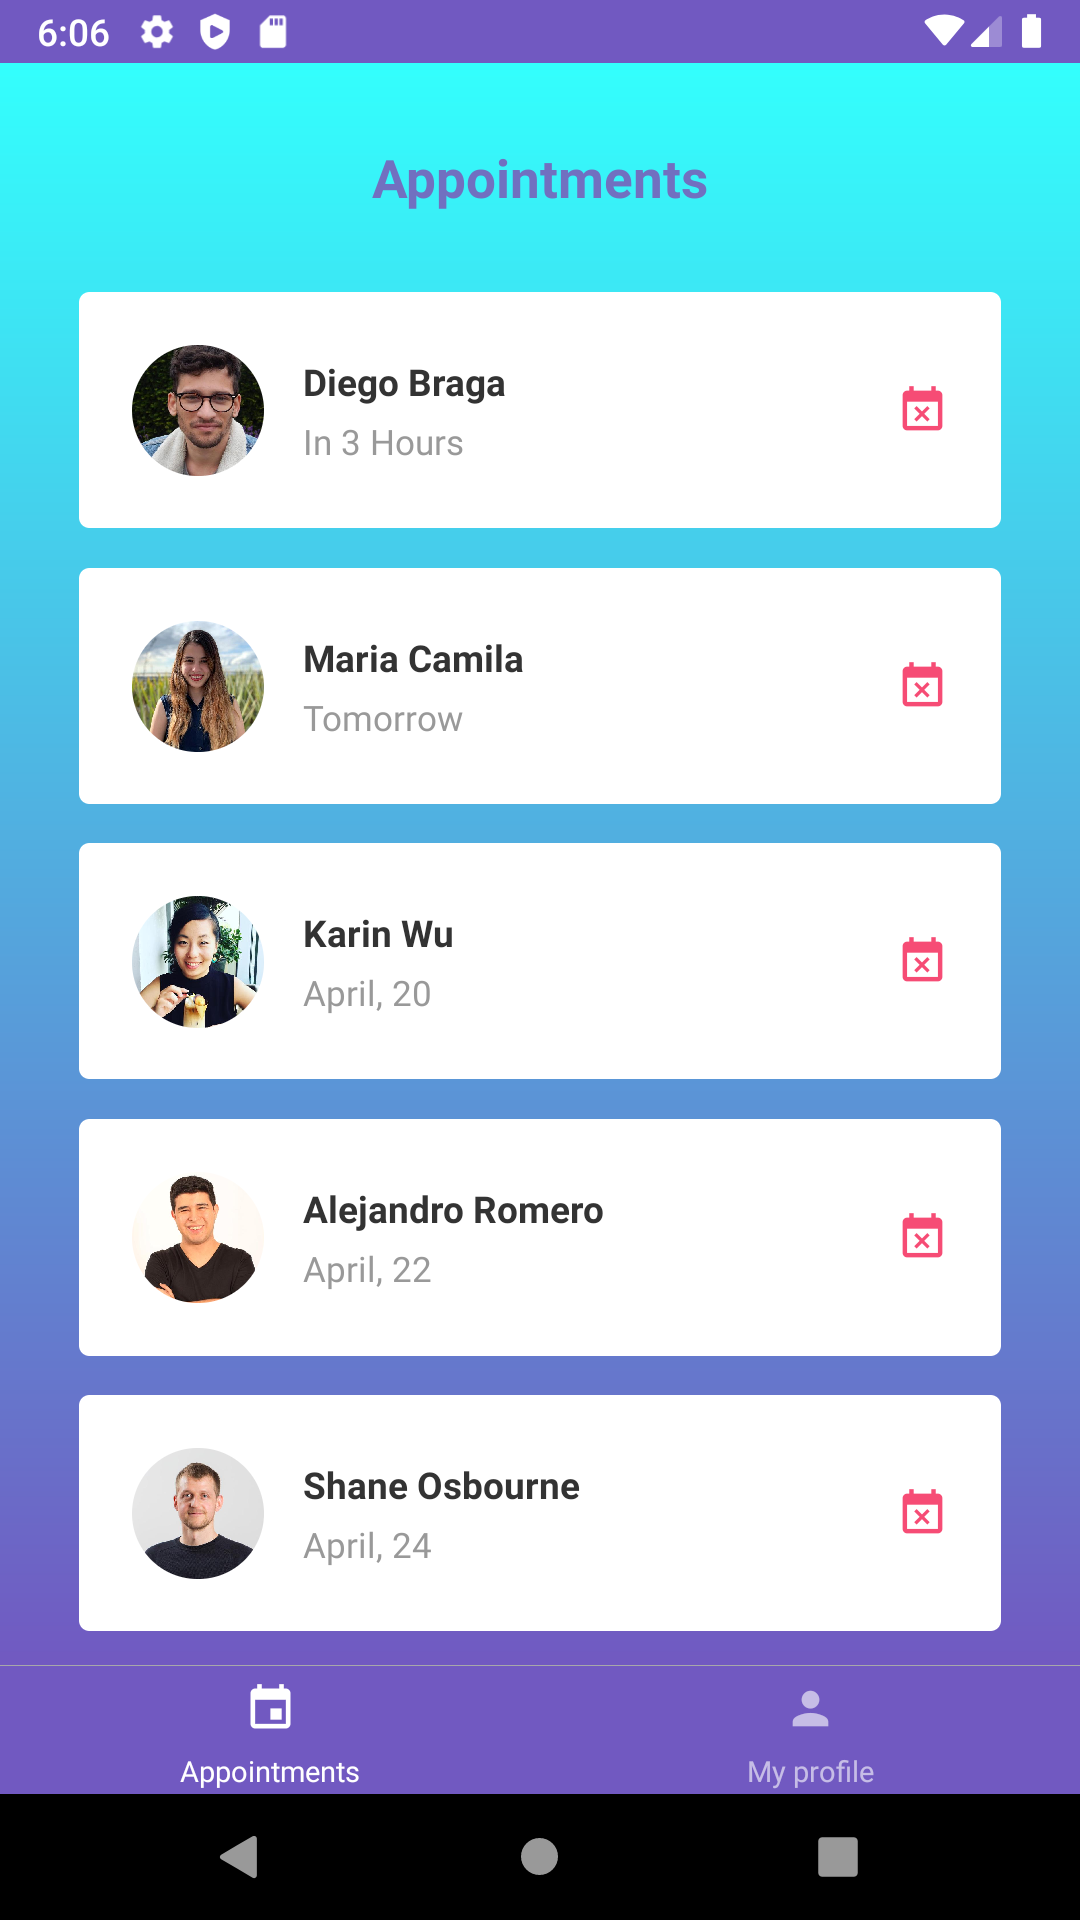 6:06
Appointments
Diego Braga
In 3 Hours
Maria Camila
Tomorrow
Karin Wu
April, 20
Alejandro Romero
April, 22
Shane Osbourne
April, 24
Appointments
My profile